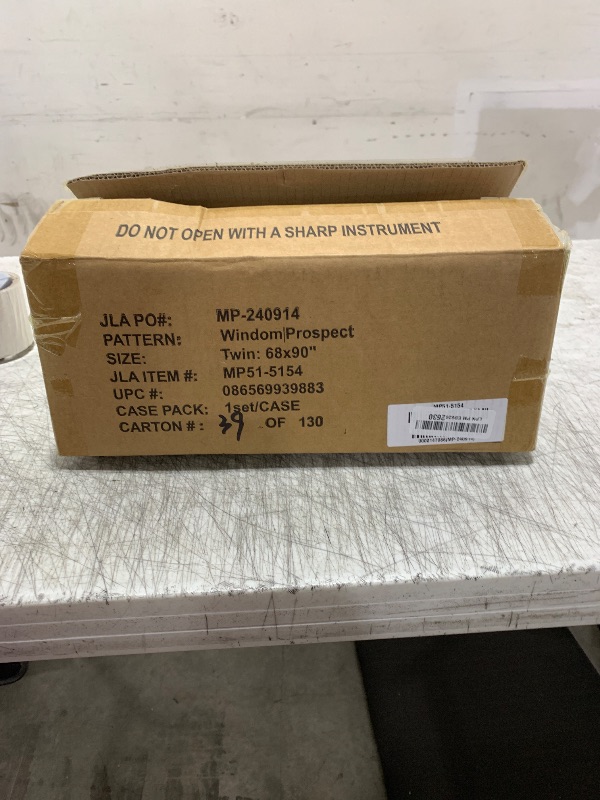 DO NOT OPEN WITH A SHARP INSTRUMENT
JLA PO#: MP-240914
PATTERN: Windom|Prospect
SIZE: Twin: 68x90"
JLA ITEM #: MP51-5154
UPC #: 086569939883
CASE PACK: 1set/CASE
CARTON # : 39 OF 130
MP51-5154